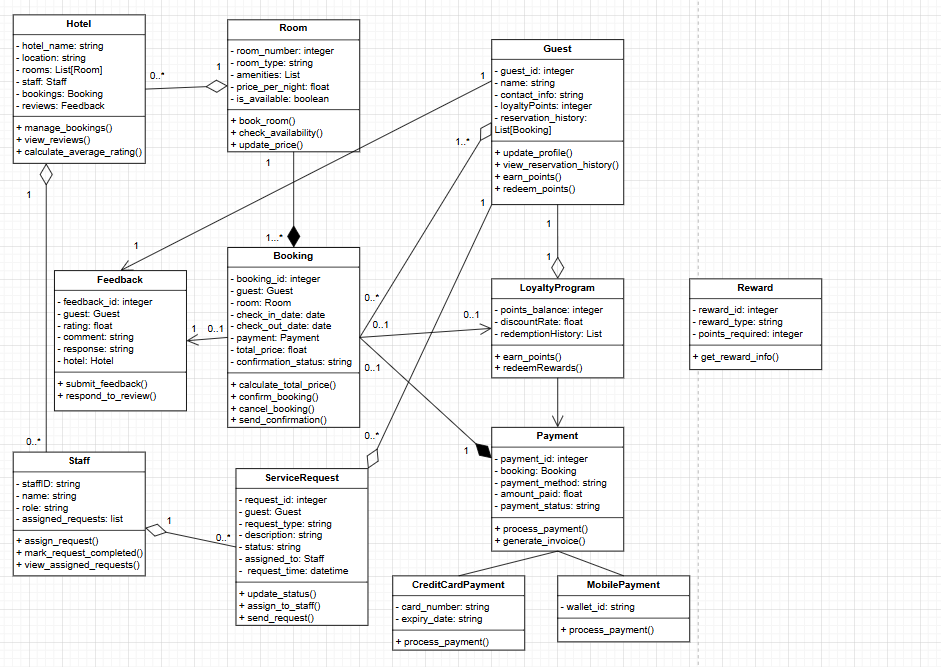 Hotel
- hotel_name: string
- location: string
- rooms: List[Room]
- staff: Staff
- bookings: Booking
- reviews: Feedback
+ manage_bookings()
+ view_reviews()
+ calculate_average_rating()
0..*
1
Room
- room_number: integer
- room_type: string
- amenities: List
- price_per_night: float
- is_available: boolean
+ book_room()
+ check_availability()
+ update_price()
1
1...*
Guest
- guest_id: integer
- name: string
- contact_info: string
- loyaltyPoints: integer
- reservation_history:
List[Booking]
+ update_profile()
+ view_reservation_history()
+ earn_points()
+ redeem_points()
1
1..*
1
1
1
1
1
0..*
Feedback
- feedback_id: integer
- guest: Guest
- rating: float
- comment: string
- response: string
- hotel: Hotel
+ submit_feedback()
+ respond_to_review()
1
0..1
Booking
- booking_id: integer
- guest: Guest
- room: Room
- check_in_date: date
- check_out_date: date
- payment: Payment
- total_price: float
- confirmation_status: string
+ calculate_total_price()
+ confirm_booking()
+ cancel_booking()
+ send_confirmation()
0..*
0..1
0..1
0..1
0..*
1
LoyaltyProgram
- points_balance: integer
- discountRate: float
- redemptionHistory: List
+ earn_points()
+ redeemRewards()
Reward
- reward_id: integer
- reward_type: string
- points_required: integer
+ get_reward_info()
Staff
- staffID: string
- name: string
- role: string
- assigned_requests: list
+ assign_request()
+ mark_request_completed()
+ view_assigned_requests()
1
0..*
ServiceRequest
- request_id: integer
- guest: Guest
- request_type: string
- description: string
- status: string
- assigned_to: Staff
- request_time: datetime
+ update_status()
+ assign_to_staff()
+ send_request()
Payment
- payment_id: integer
- booking: Booking
- payment_method: string
- amount_paid: float
- payment_status: string
+ process_payment()
+ generate_invoice()
CreditCardPayment
- card_number: string
- expiry_date: string
+ process_payment()
MobilePayment
- wallet_id: string
+ process_payment()